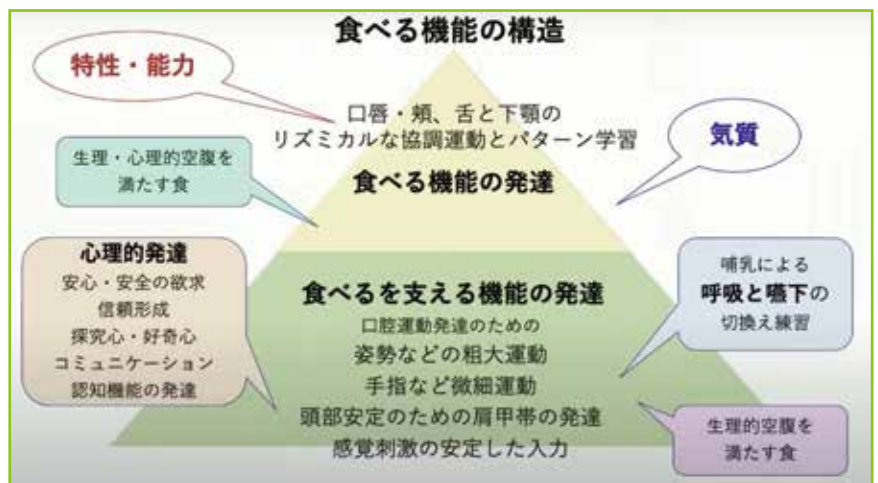 食べる機能の構造
特性・能力
口唇・頬、舌と下顎の
リズミカルな協調運動とパターン学習
気質
生理・心理的空腹を
満たす食
食べる機能の発達
心理的発達
安心・安全の欲求
信頼形成
探究心・好奇心
コミュニケーション
認知機能の発達
食べるを支える機能の発達
口腔運動発達のための
姿勢などの粗大運動
手指など微細運動
頭部安定のための肩甲帯の発達
感覚刺激の安定した入力
哺乳による
呼吸と嚥下の
切換え練習
生理的空腹を
満たす食